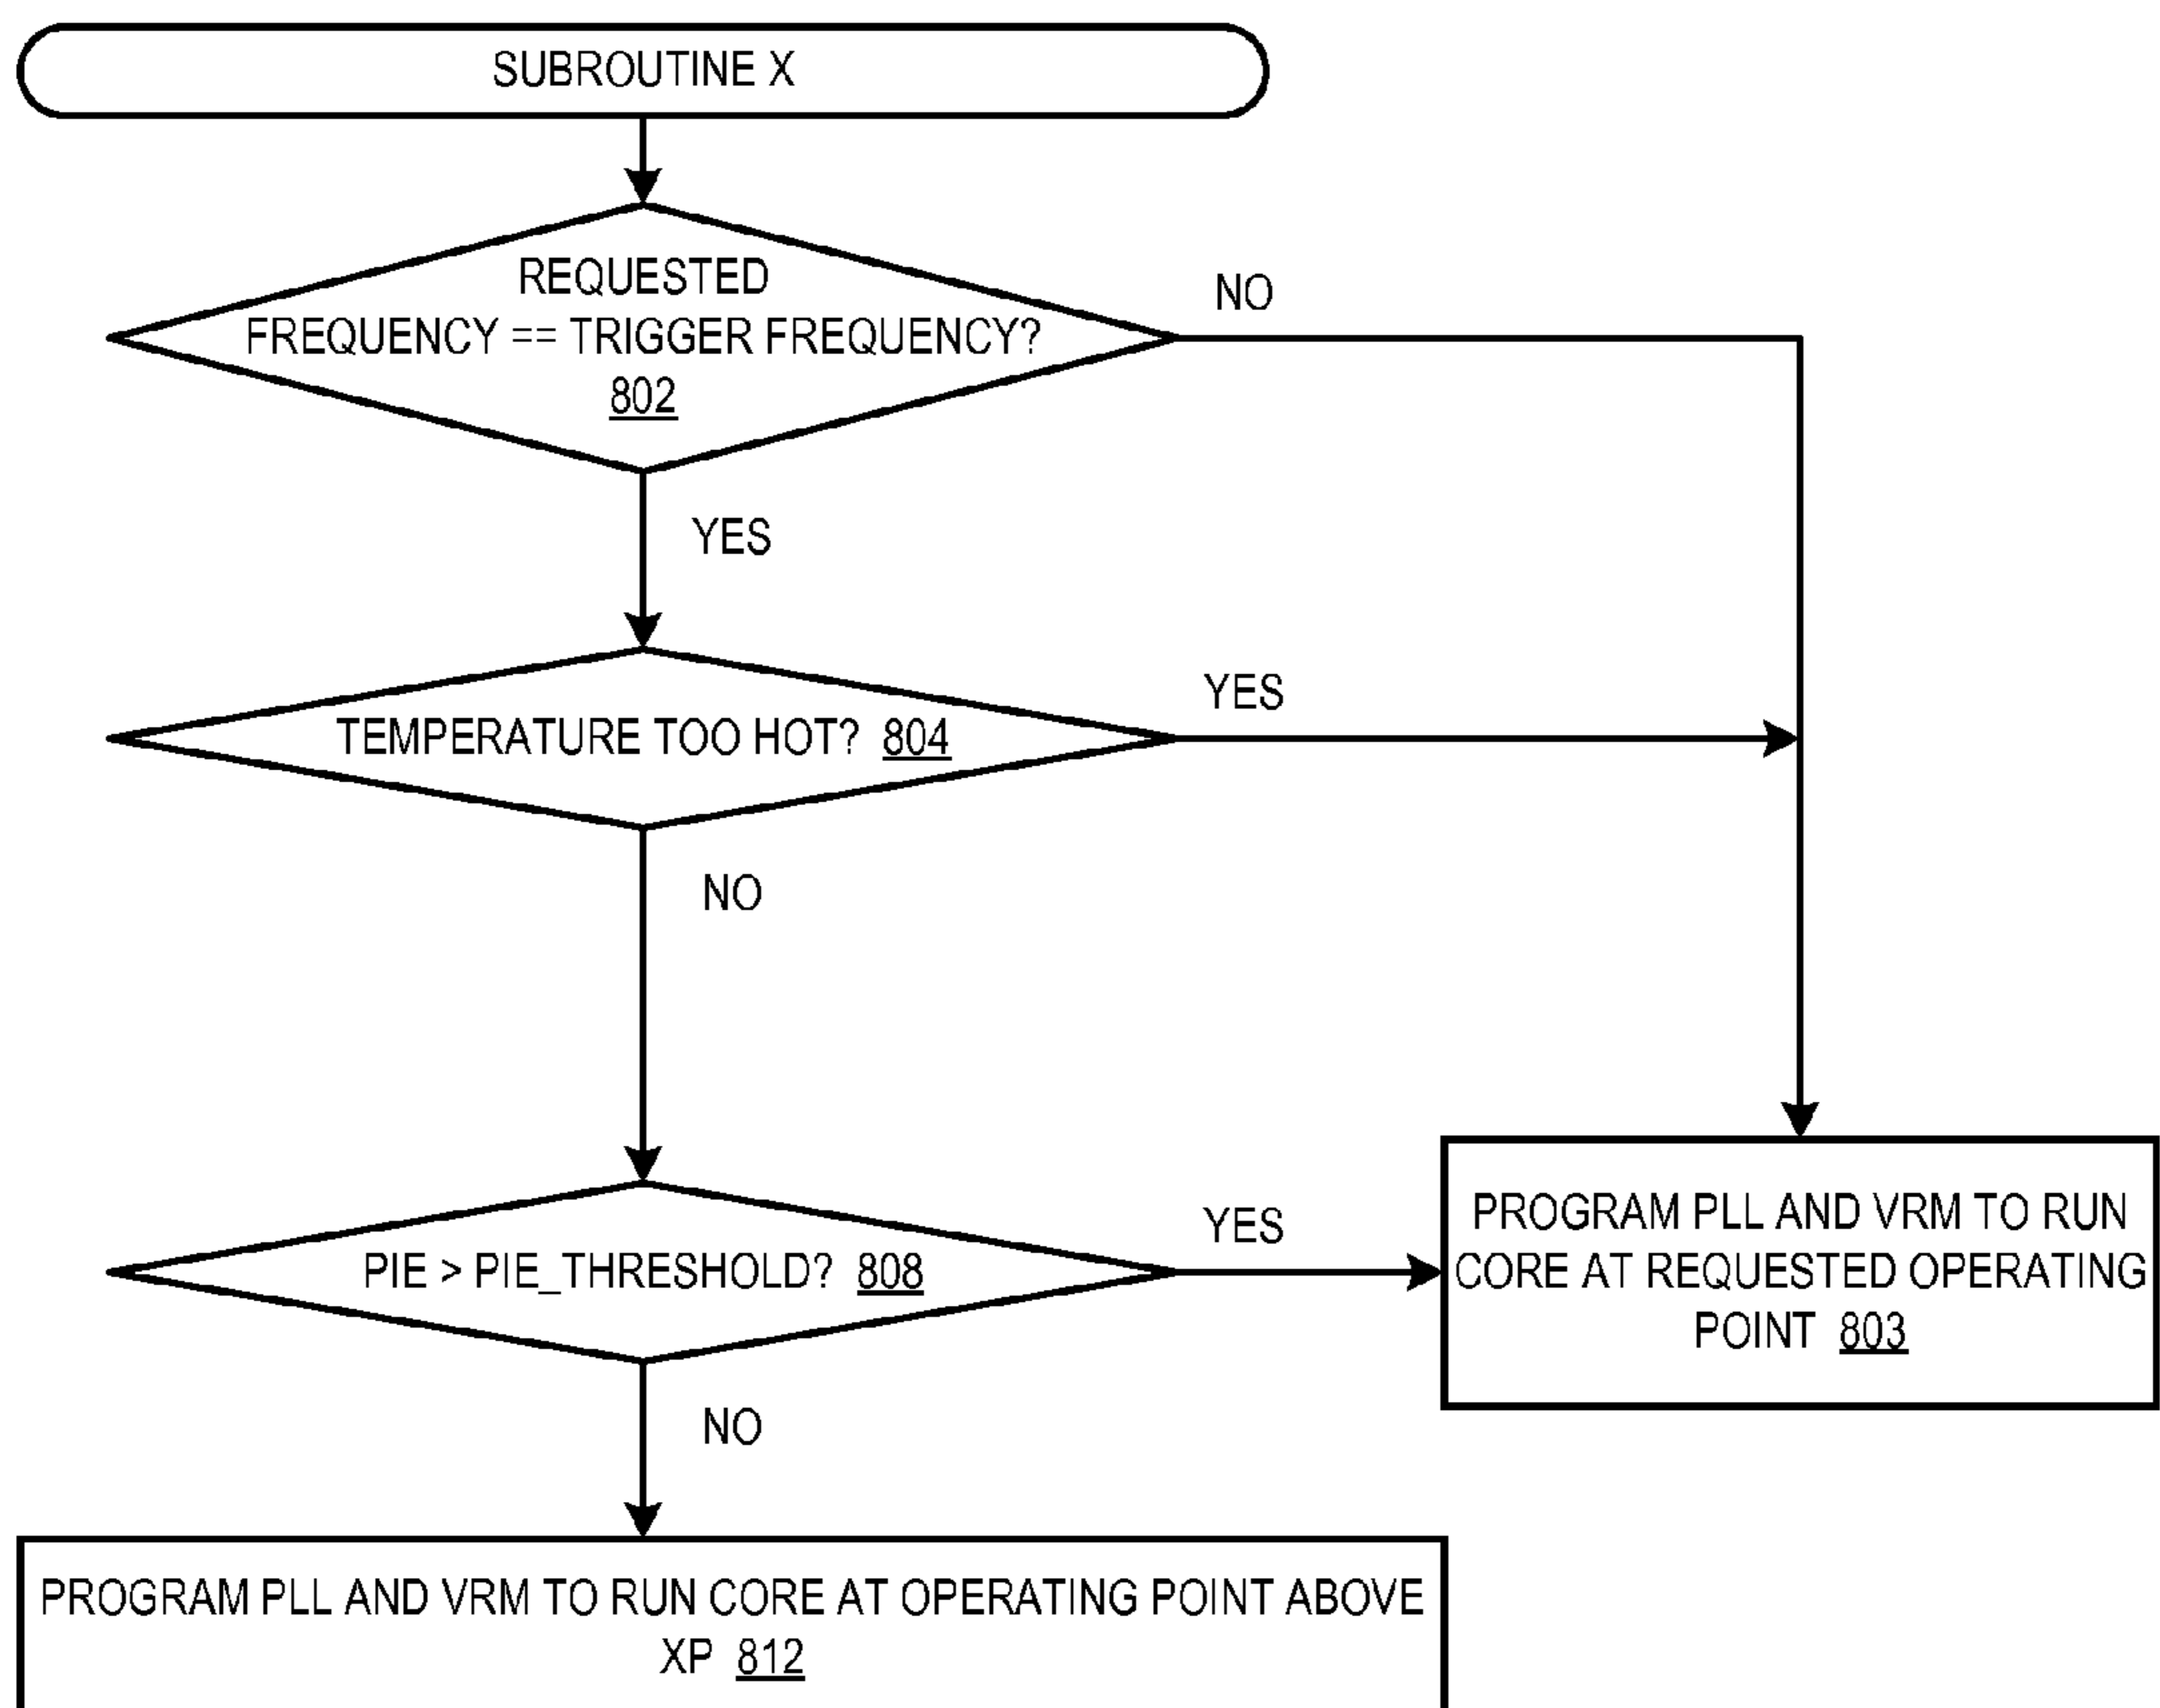 SUBROUTINE X
REQUESTED
FREQUENCY == TRIGGER FREQUENCY?
802
NO
YES
TEMPERATURE TOO HOT? 804
YES
NO
PIE > PIE_THRESHOLD? 808
YES
PROGRAM PLL AND VRM TO RUN
CORE AT REQUESTED OPERATING
POINT 803
NO
PROGRAM PLL AND VRM TO RUN CORE AT OPERATING POINT ABOVE
XP 812